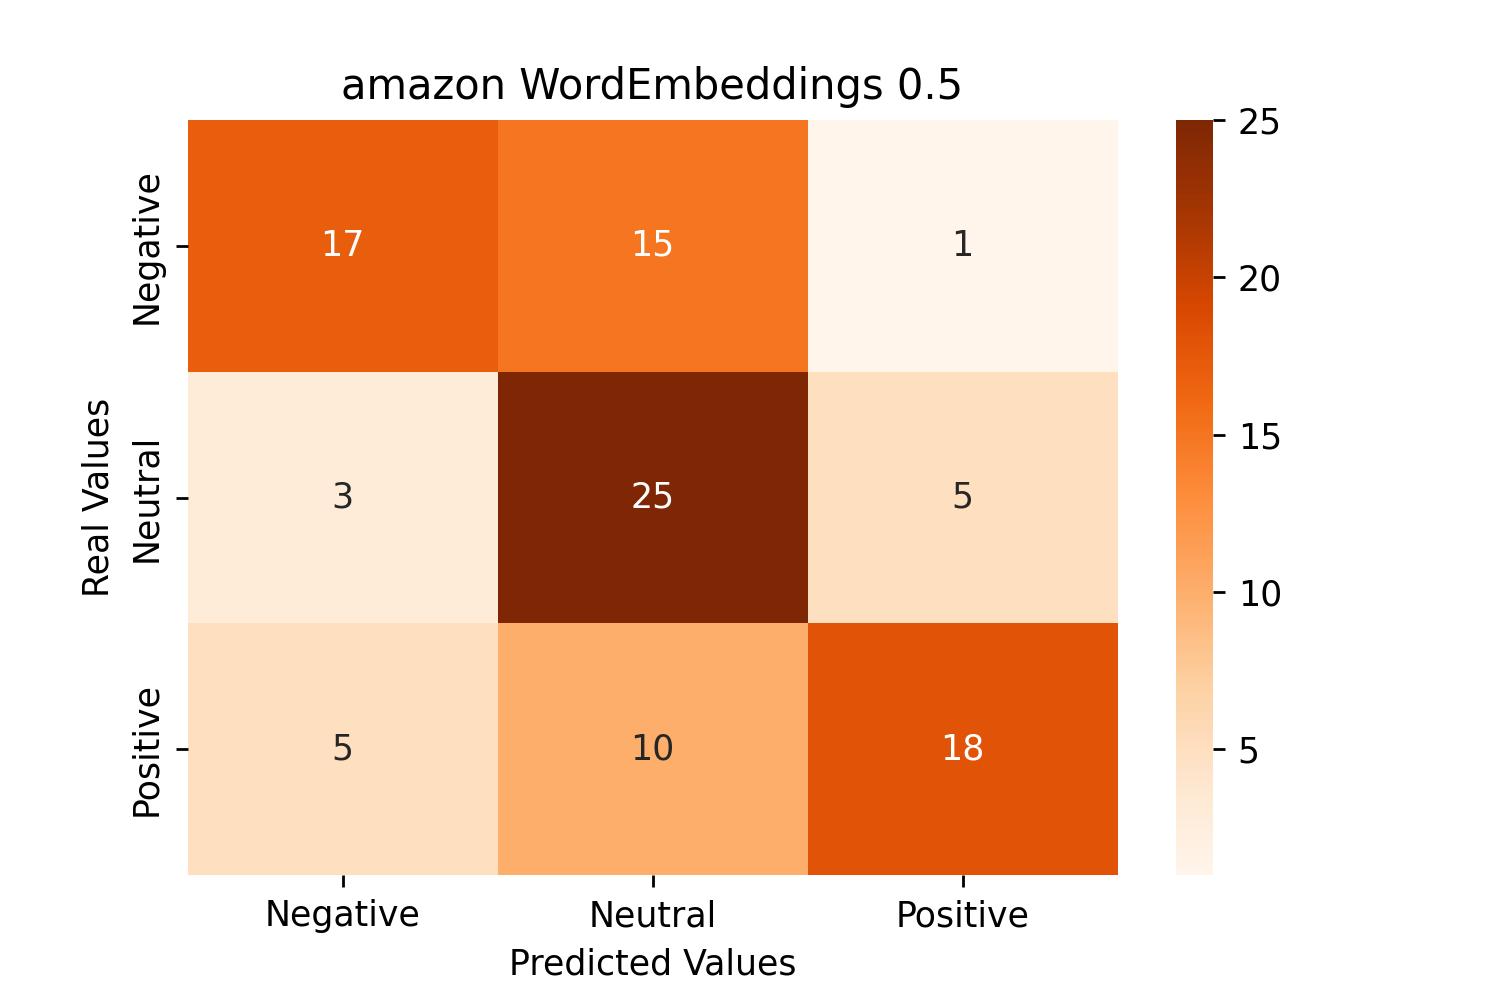 amazon WordEmbeddings 0.5
Real Values
Negative
Neutral
Positive
17 15 1
3 25 5
5 10 18
Negative Neutral Positive
Predicted Values
25
20
15
10
5